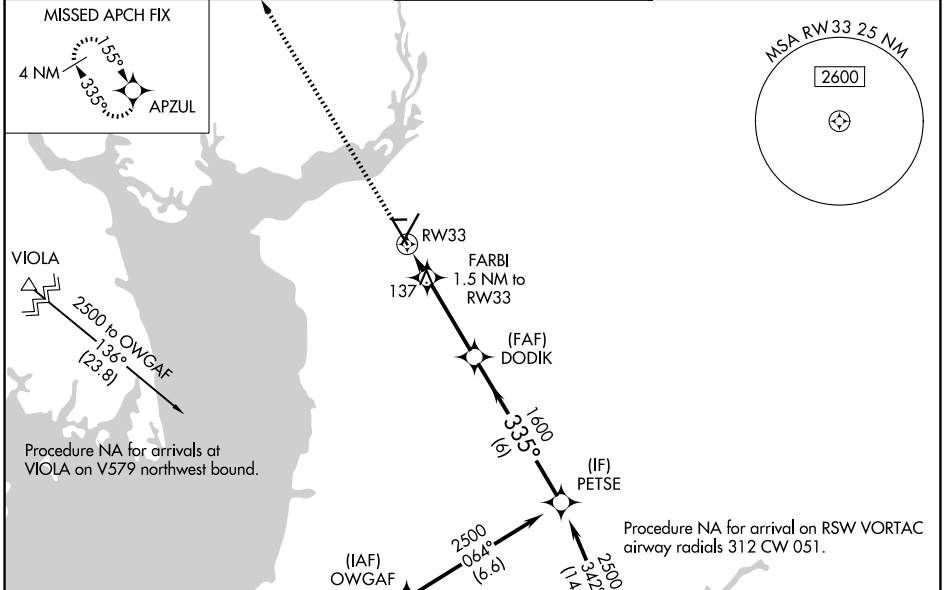 MISSED APCH FIX
155°
4 NM
335°
APZUL
MSA RW33 25 NM
2600
RW33
FARBI
1.5 NM to
RW33
137
VIOLA
2500 to OWGAF
136°
(23.8)
(FAF)
DODIK
1600
335°
(6)
Procedure NA for arrivals at
VIOLA on V579 northwest bound.
(IF)
PETSE
Procedure NA for arrival on RSW VORTAC
airway radials 312 CW 051.
2500
064°
(6.6)
(IAF)
OWGAF
2500
342°
(14.